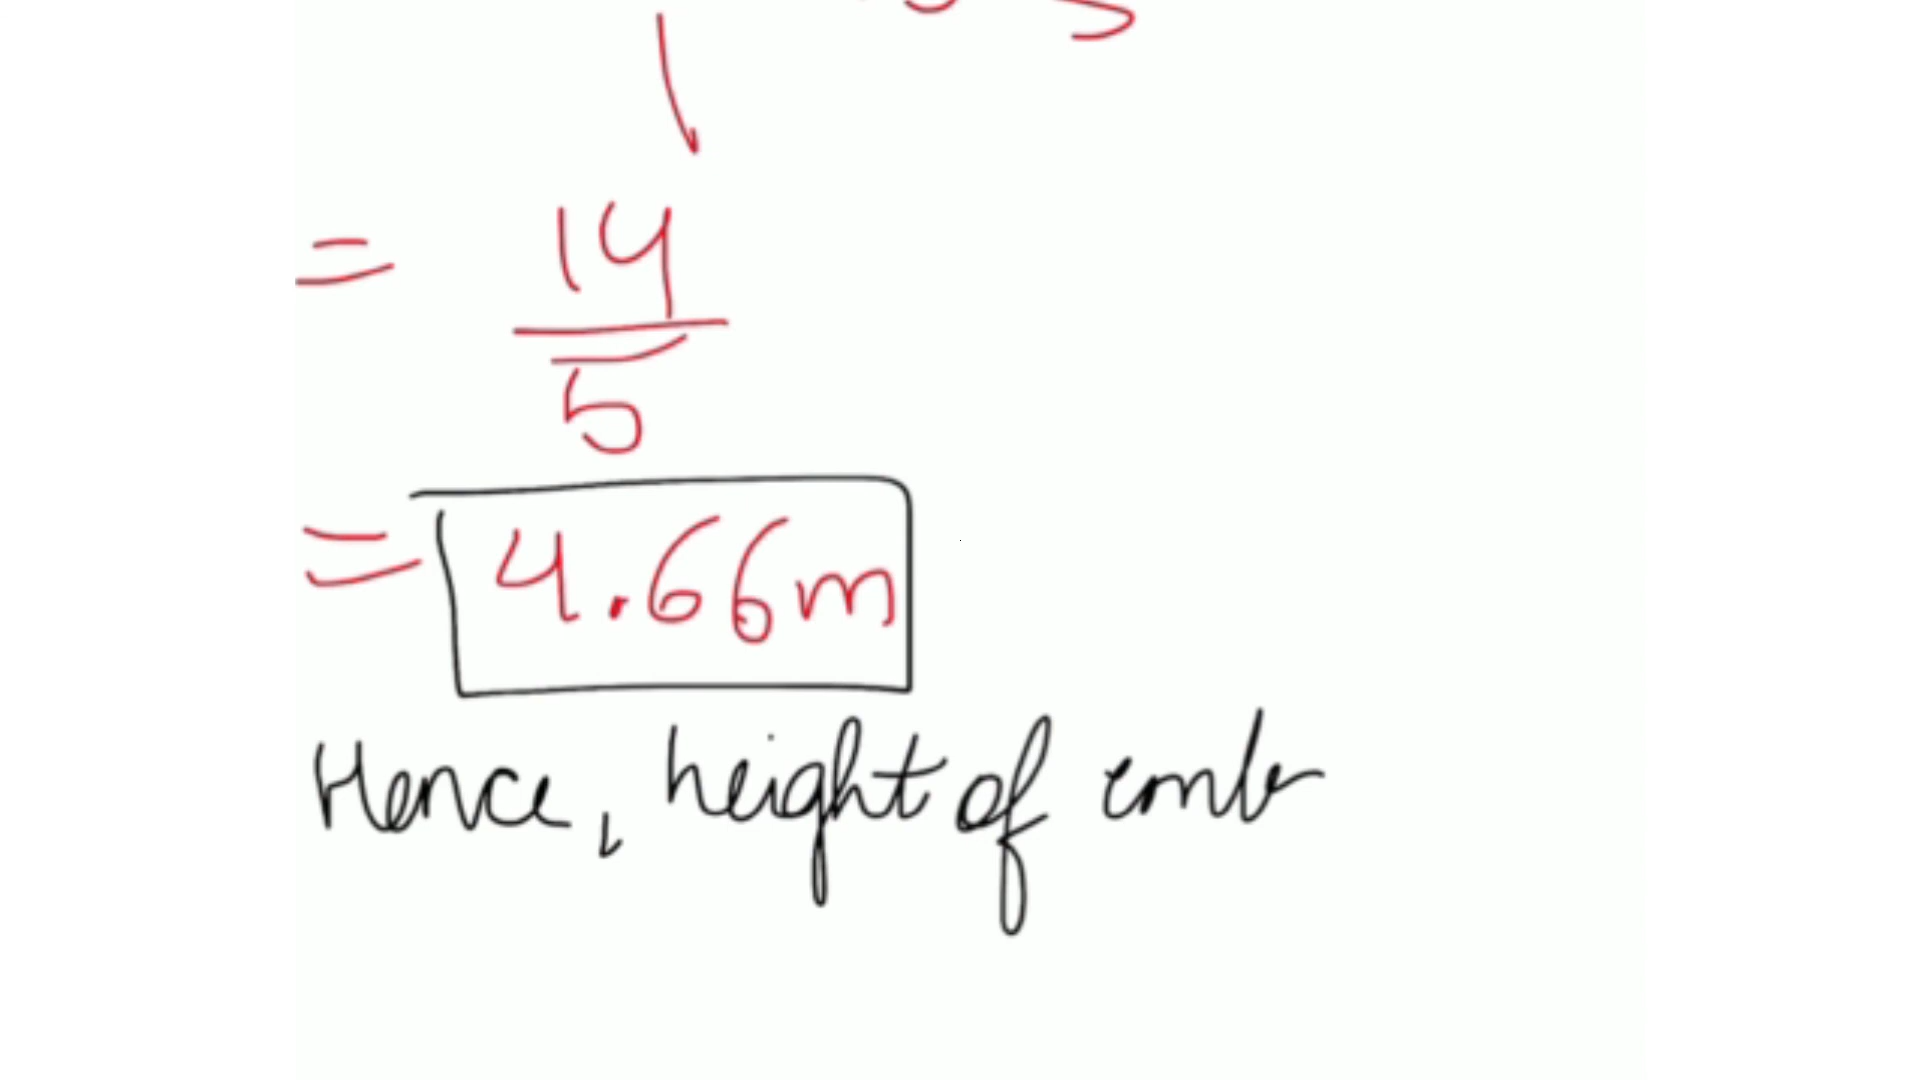 = 14
5
= 4.66m
Hence, height of emb